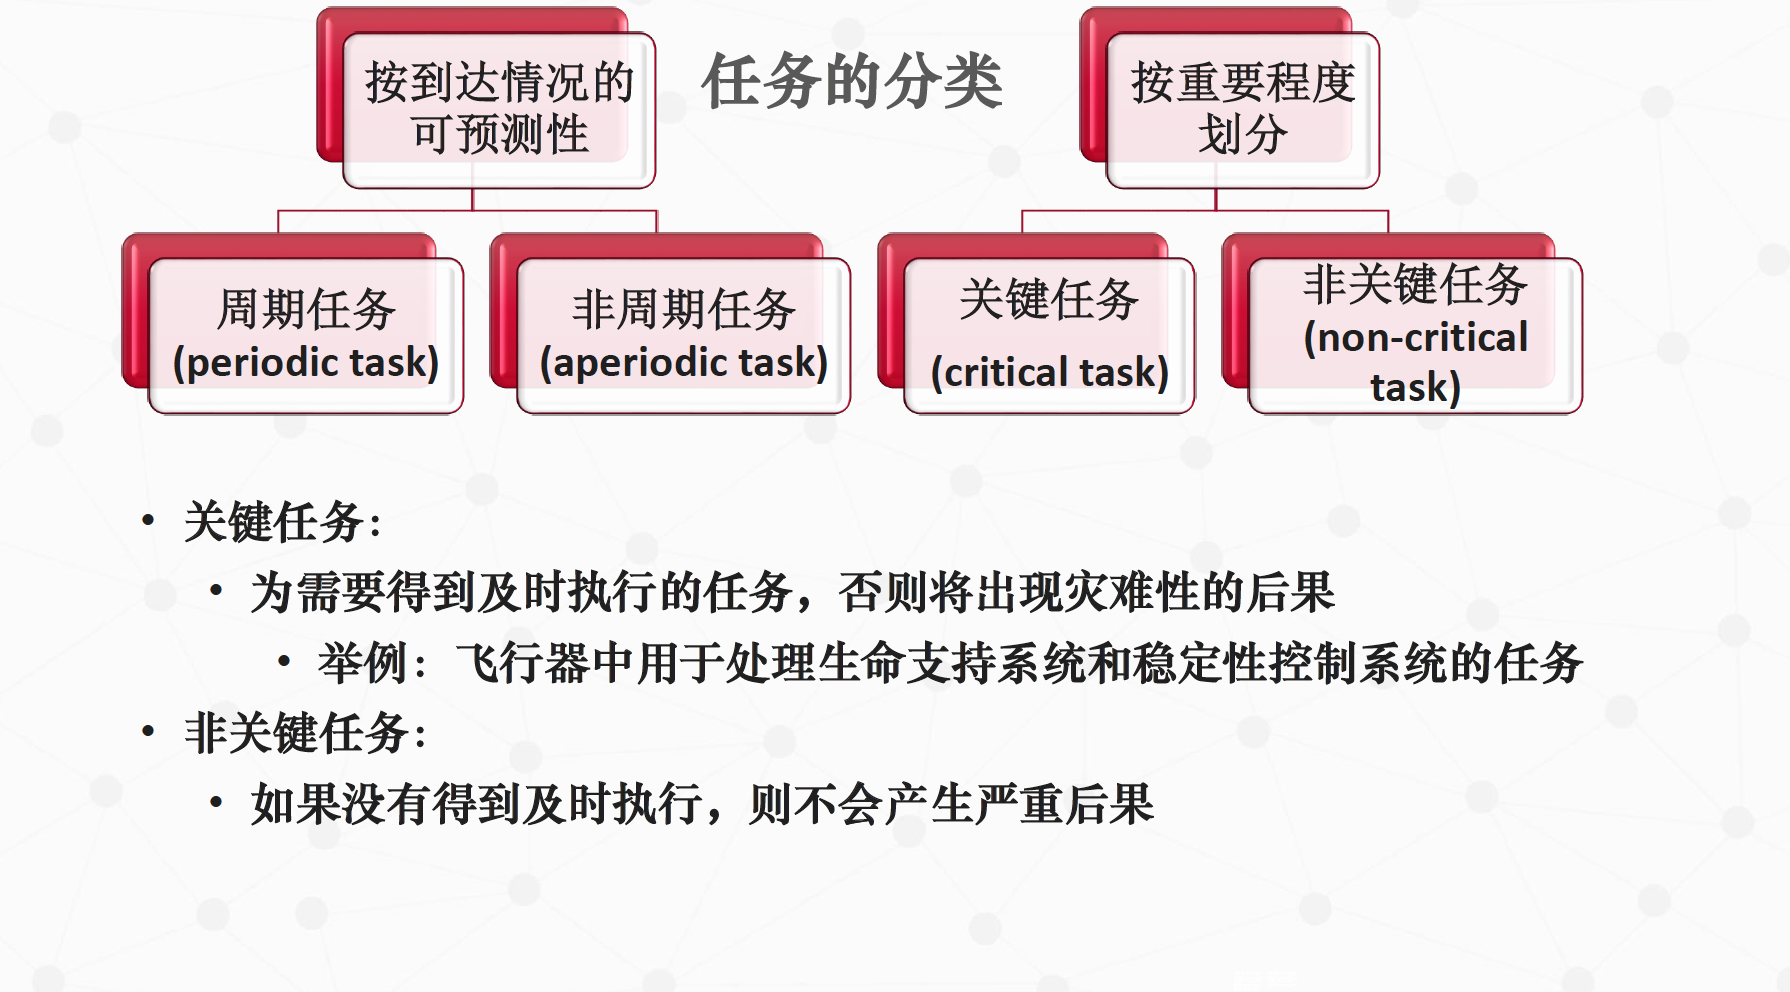 任务的分类
按到达情况的
可预测性
按重要程度
划分
周期任务
(periodic task)
非周期任务
(aperiodic task)
关键任务
(critical task)
非关键任务
(non-critical
task)
• 关键任务：
• 为需要得到及时执行的任务，否则将出现灾难性的后果
• 举例：飞行器中用于处理生命支持系统和稳定性控制系统的任务
• 非关键任务：
• 如果没有得到及时执行，则不会产生严重后果